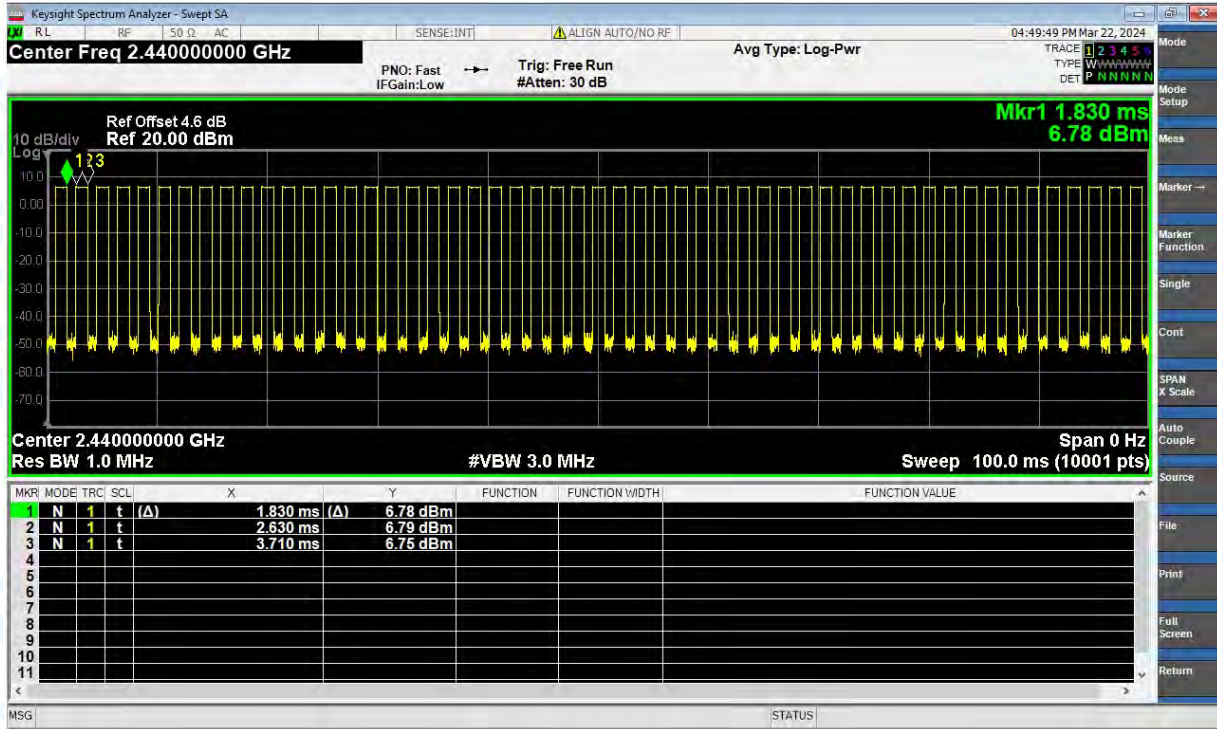 Keysight Spectrum Analyzer - Swept SA
LXI RL RF 50 Ω AC SENSE:INT ALIGN AUTO/NO RF 04:49:49 PM Mar 22, 2024
Center Freq 2.440000000 GHz
Avg Type: Log-Pwr
TRACE 1 2 3 4 5 6
TYPE WWWWWW
DET P N N N N N
PNO: Fast
IFGain:Low
Trig: Free Run
#Atten: 30 dB
Mkr1 1.830 ms
6.78 dBm
Ref Offset 4.6 dB
10 dB/div Ref 20.00 dBm
Log
1 2 3
10.0
0.00
-10.0
-20.0
-30.0
-40.0
-50.0
-60.0
-70.0
Center 2.440000000 GHz Span 0 Hz
Res BW 1.0 MHz #VBW 3.0 MHz Sweep 100.0 ms (10001 pts)
MKR MODE TRC SCL X Y FUNCTION FUNCTION WIDTH FUNCTION VALUE
1 N 1 t (Δ) 1.830 ms (Δ) 6.78 dBm
2 N 1 t 2.630 ms 6.79 dBm
3 N 1 t 3.710 ms 6.75 dBm
4
5
6
7
8
9
10
11
MSG STATUS
Mode
Mode
Setup
Meas
Marker→
Marker
Function
Single
Cont
SPAN
X Scale
Auto
Couple
Source
File
Print
Full
Screen
Return